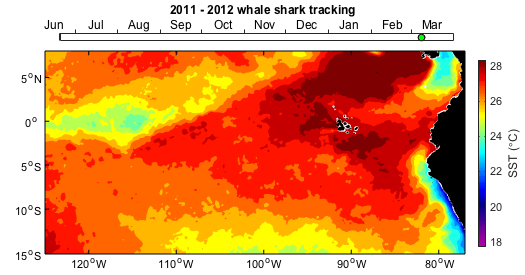 2011 - 2012 whale shark tracking
Jun Jul Aug Sep Oct Nov Dec Jan Feb Mar
5°N
0°
5°S
10°S
15°S
120°W 110°W 100°W 90°W 80°W
28
26
24
22
20
18
SST (°C)